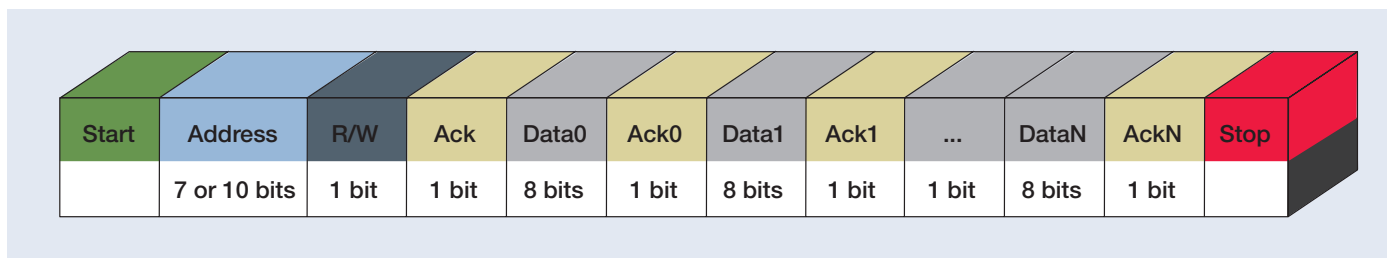 Start Address R/W Ack Data0 Ack0 Data1 Ack1 ... DataN AckN Stop
7 or 10 bits 1 bit 1 bit 8 bits 1 bit 8 bits 1 bit 1 bit 8 bits 1 bit